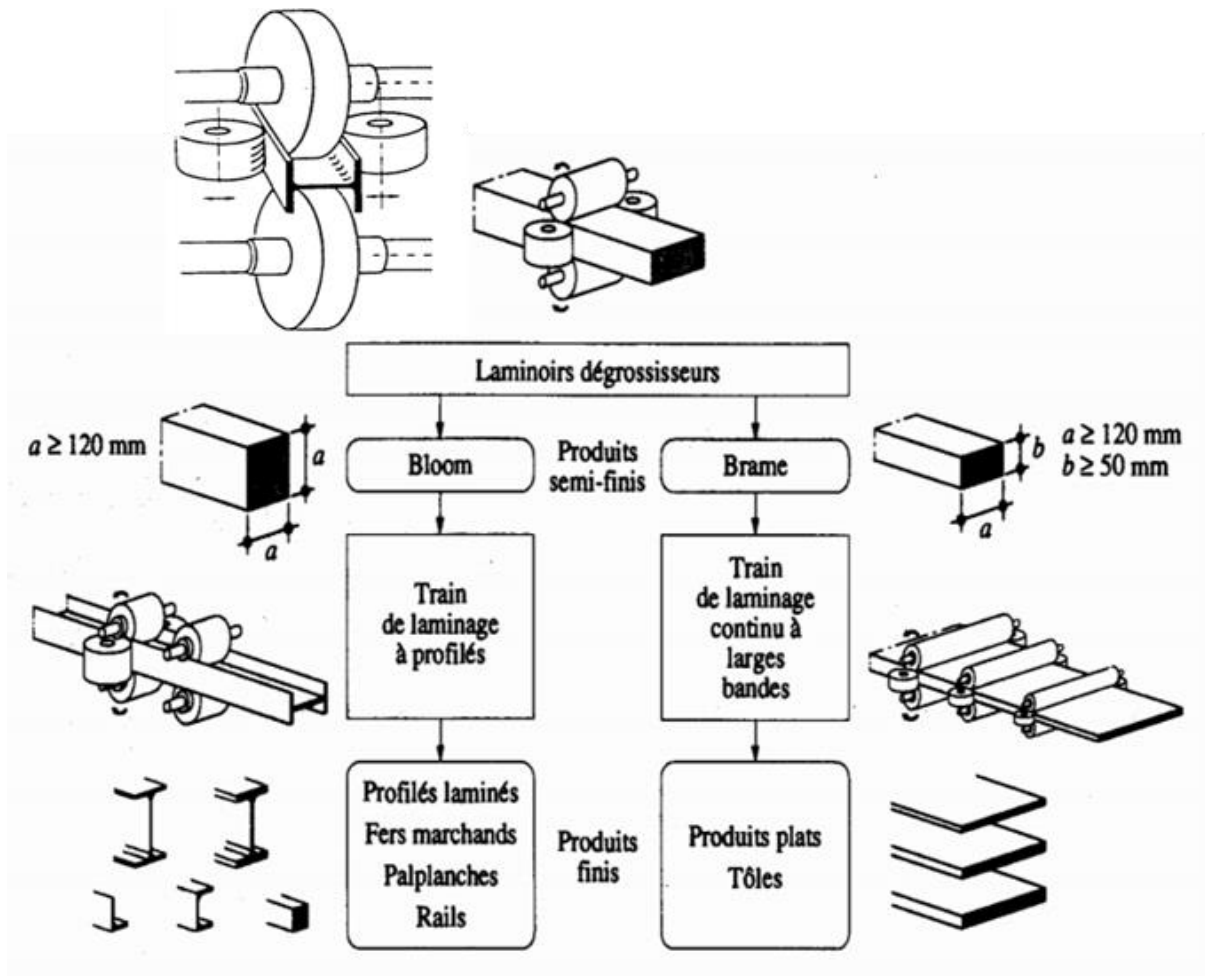 Laminoirs dégrossisseurs
a ≥ 120 mm
a
a
Bloom
Produits
semi-finis
Brame
b
a ≥ 120 mm
b ≥ 50 mm
a
Train
de laminage
à profilés
Train
de laminage
continu à
larges
bandes
Profilés laminés
Fers marchands
Palplanches
Rails
Produits
finis
Produits plats
Tôles